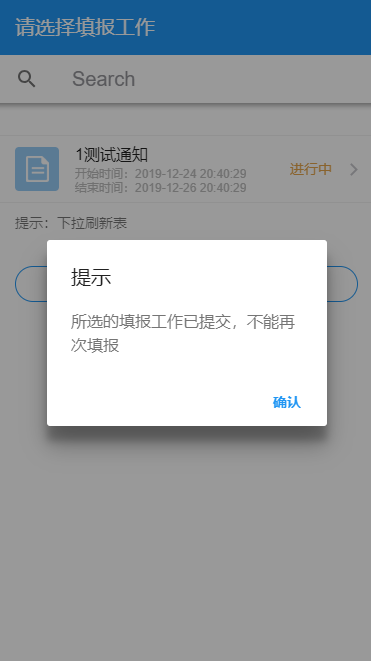 请选择填报工作
Search
1测试通知
开始时间：2019-12-24 20:40:29
结束时间：2019-12-26 20:40:29
进行中
提示：下拉刷新表
提示
所选的填报工作已提交，不能再
次填报
确认